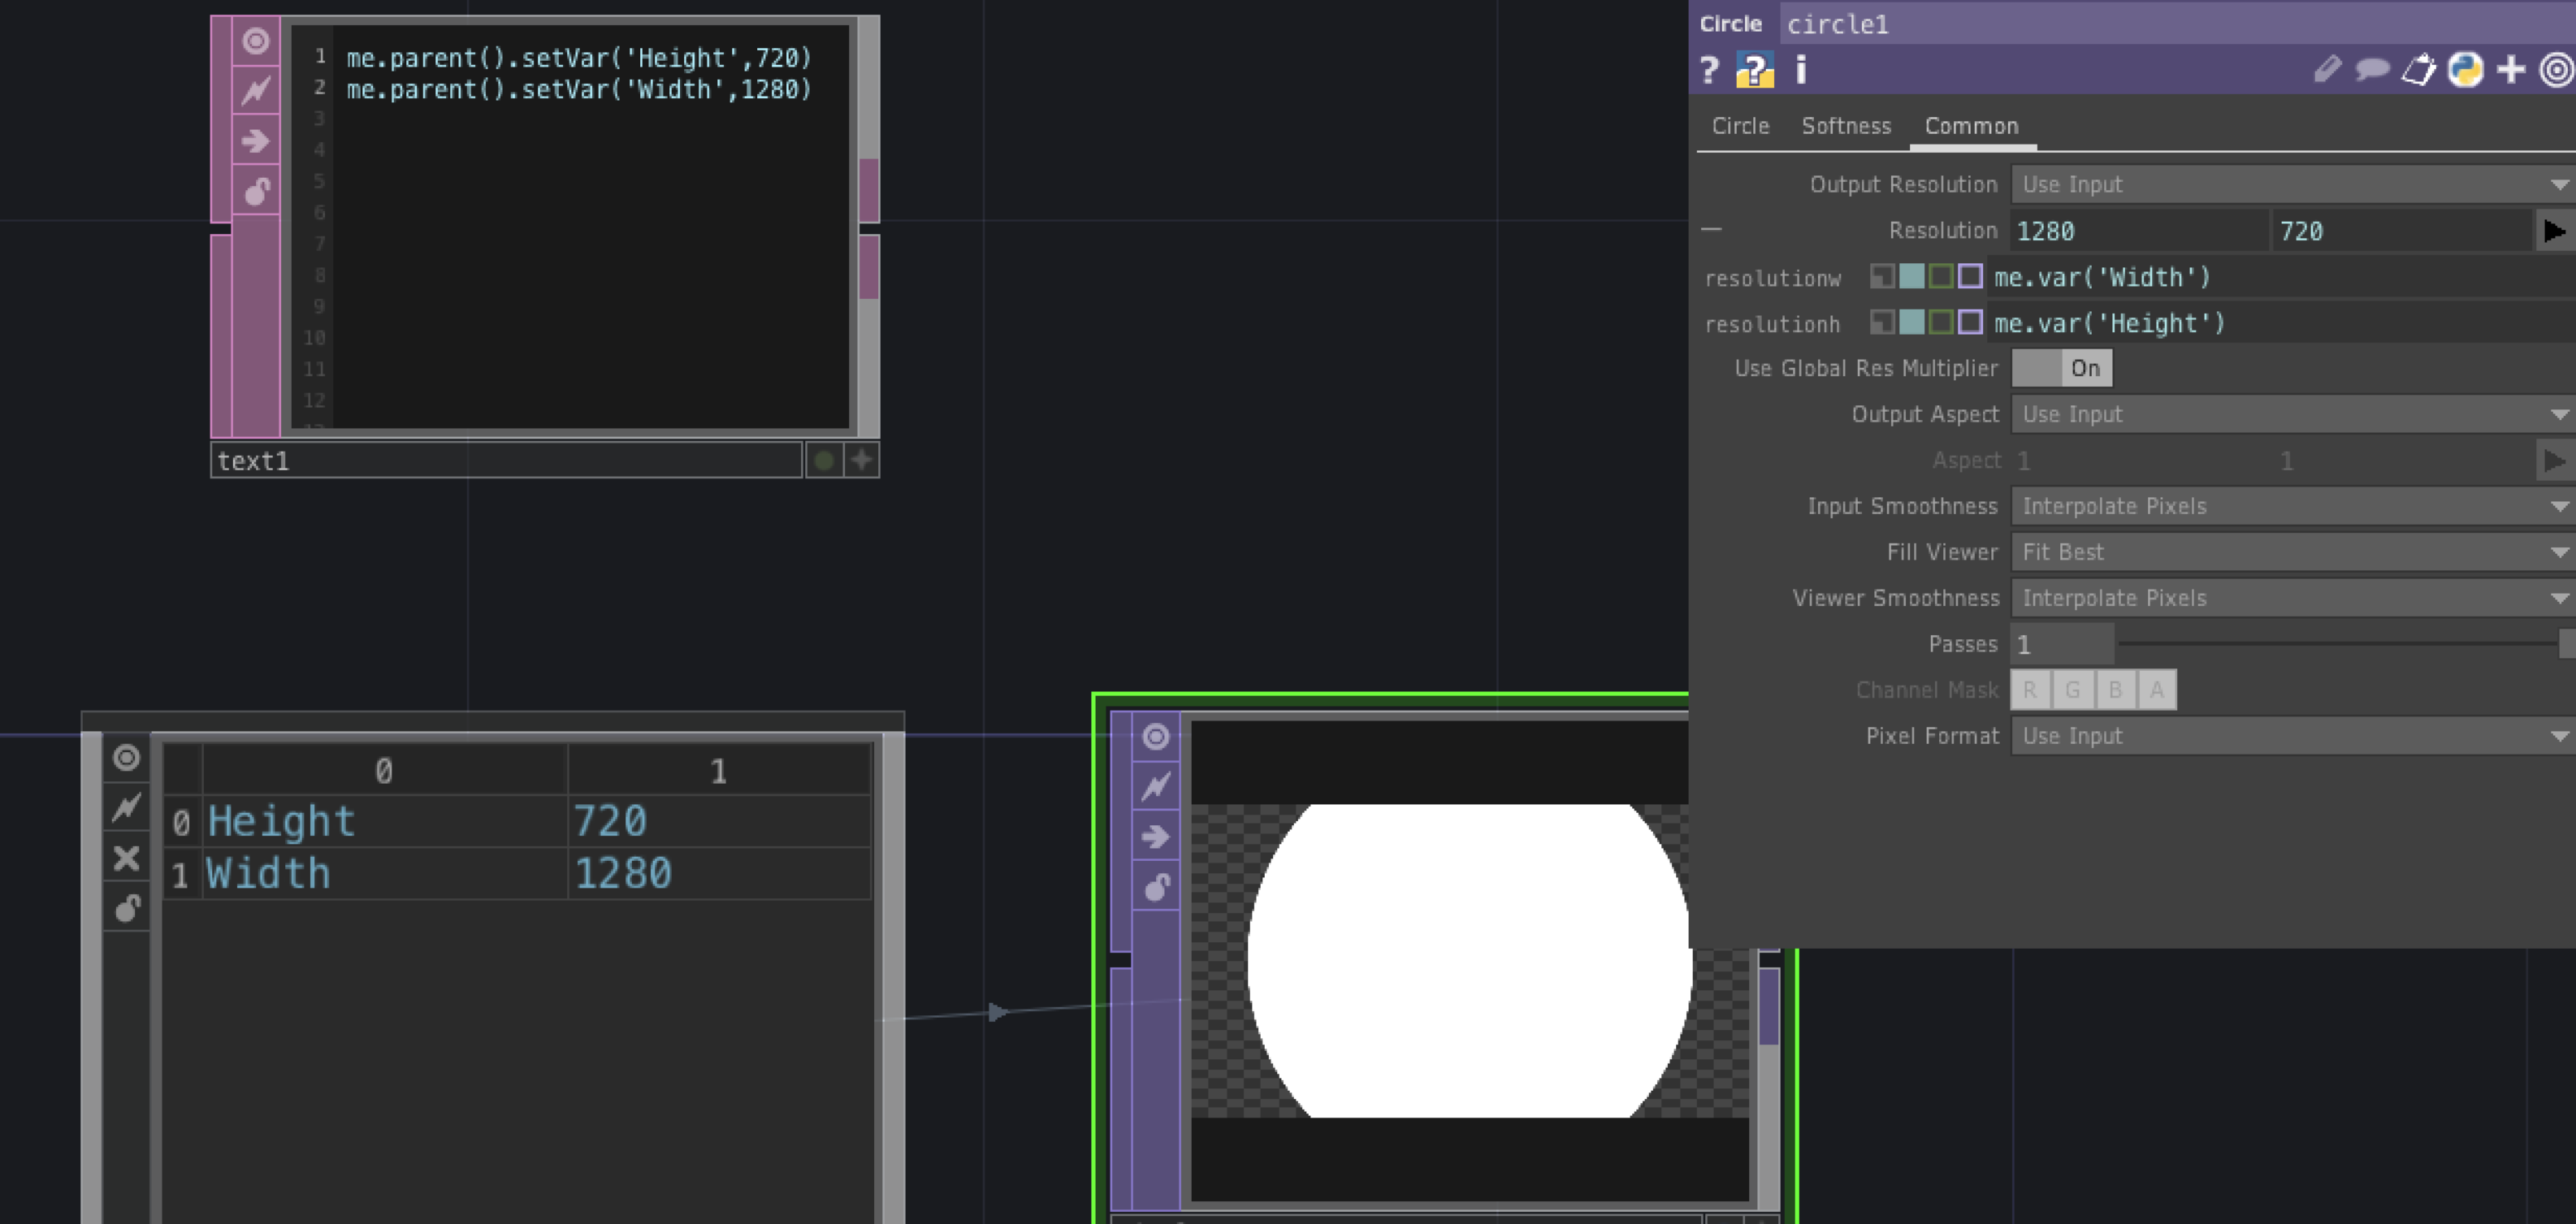 1 me.parent().setVar('Height',720)
2 me.parent().setVar('Width',1280)
3
4
5
6
7
8
9
10
11
12
text1
0 1
0 Height 720
1 Width 1280
Circle circle1
? ? i
Circle Softness Common
Output Resolution Use Input
Resolution 1280 720
resolutionw me.var('Width')
resolutionh me.var('Height')
Use Global Res Multiplier On
Output Aspect Use Input
Aspect 1 1
Input Smoothness Interpolate Pixels
Fill Viewer Fit Best
Viewer Smoothness Interpolate Pixels
Passes 1
Channel Mask R G B A
Pixel Format Use Input